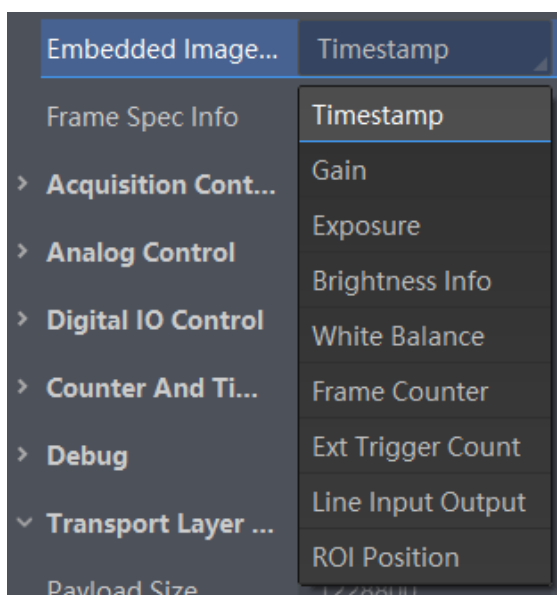 Embedded Image... Timestamp
Frame Spec Info
Timestamp
Gain
Exposure
Brightness Info
White Balance
Frame Counter
Ext Trigger Count
Line Input Output
ROI Position
Acquisition Cont...
Analog Control
Digital IO Control
Counter And Ti...
Debug
Transport Layer ...
Payload Size 1228800